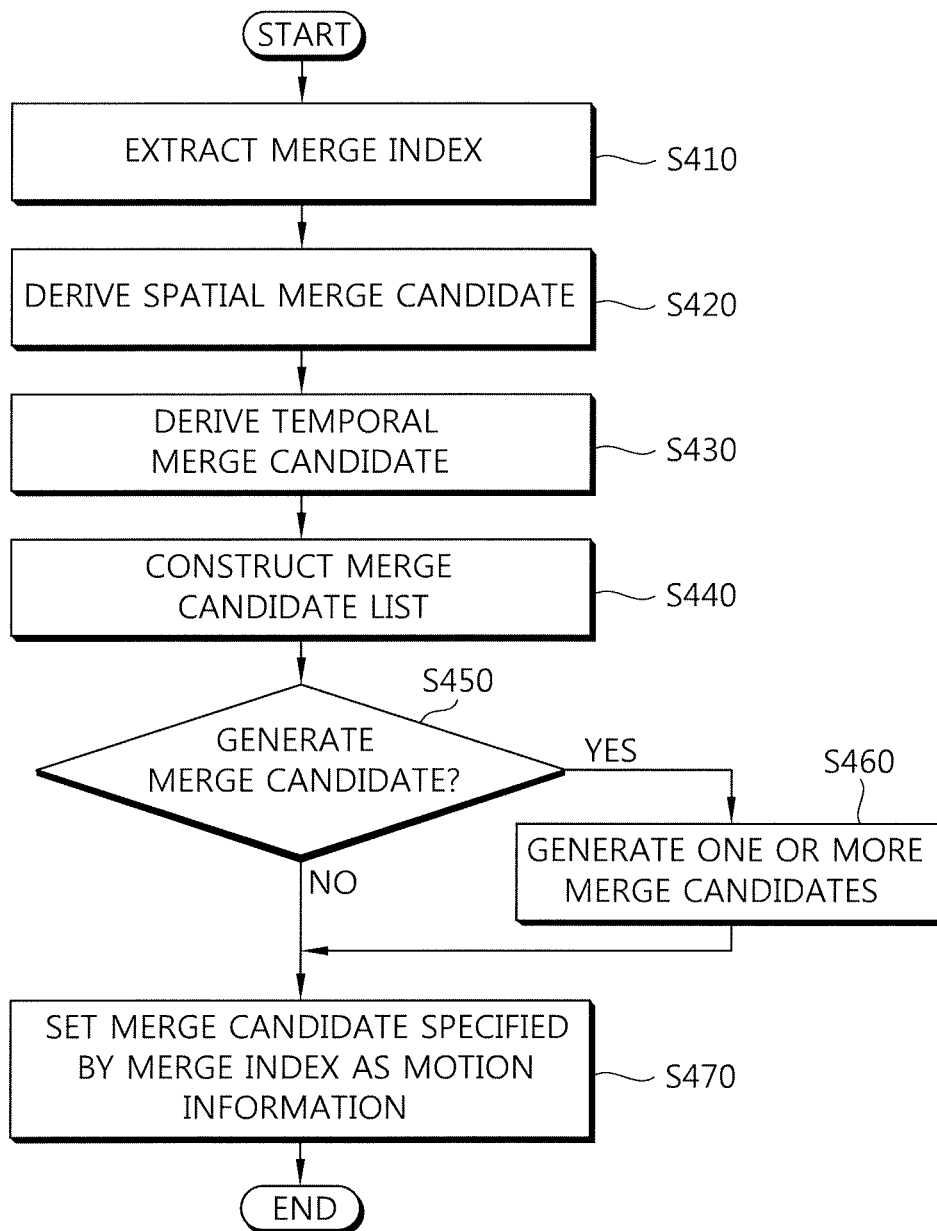 START
EXTRACT MERGE INDEX
S410
DERIVE SPATIAL MERGE CANDIDATE
S420
DERIVE TEMPORAL
MERGE CANDIDATE
S430
CONSTRUCT MERGE
CANDIDATE LIST
S440
S450
GENERATE
MERGE CANDIDATE?
YES
S460
GENERATE ONE OR MORE
MERGE CANDIDATES
NO
SET MERGE CANDIDATE SPECIFIED
BY MERGE INDEX AS MOTION
INFORMATION
S470
END